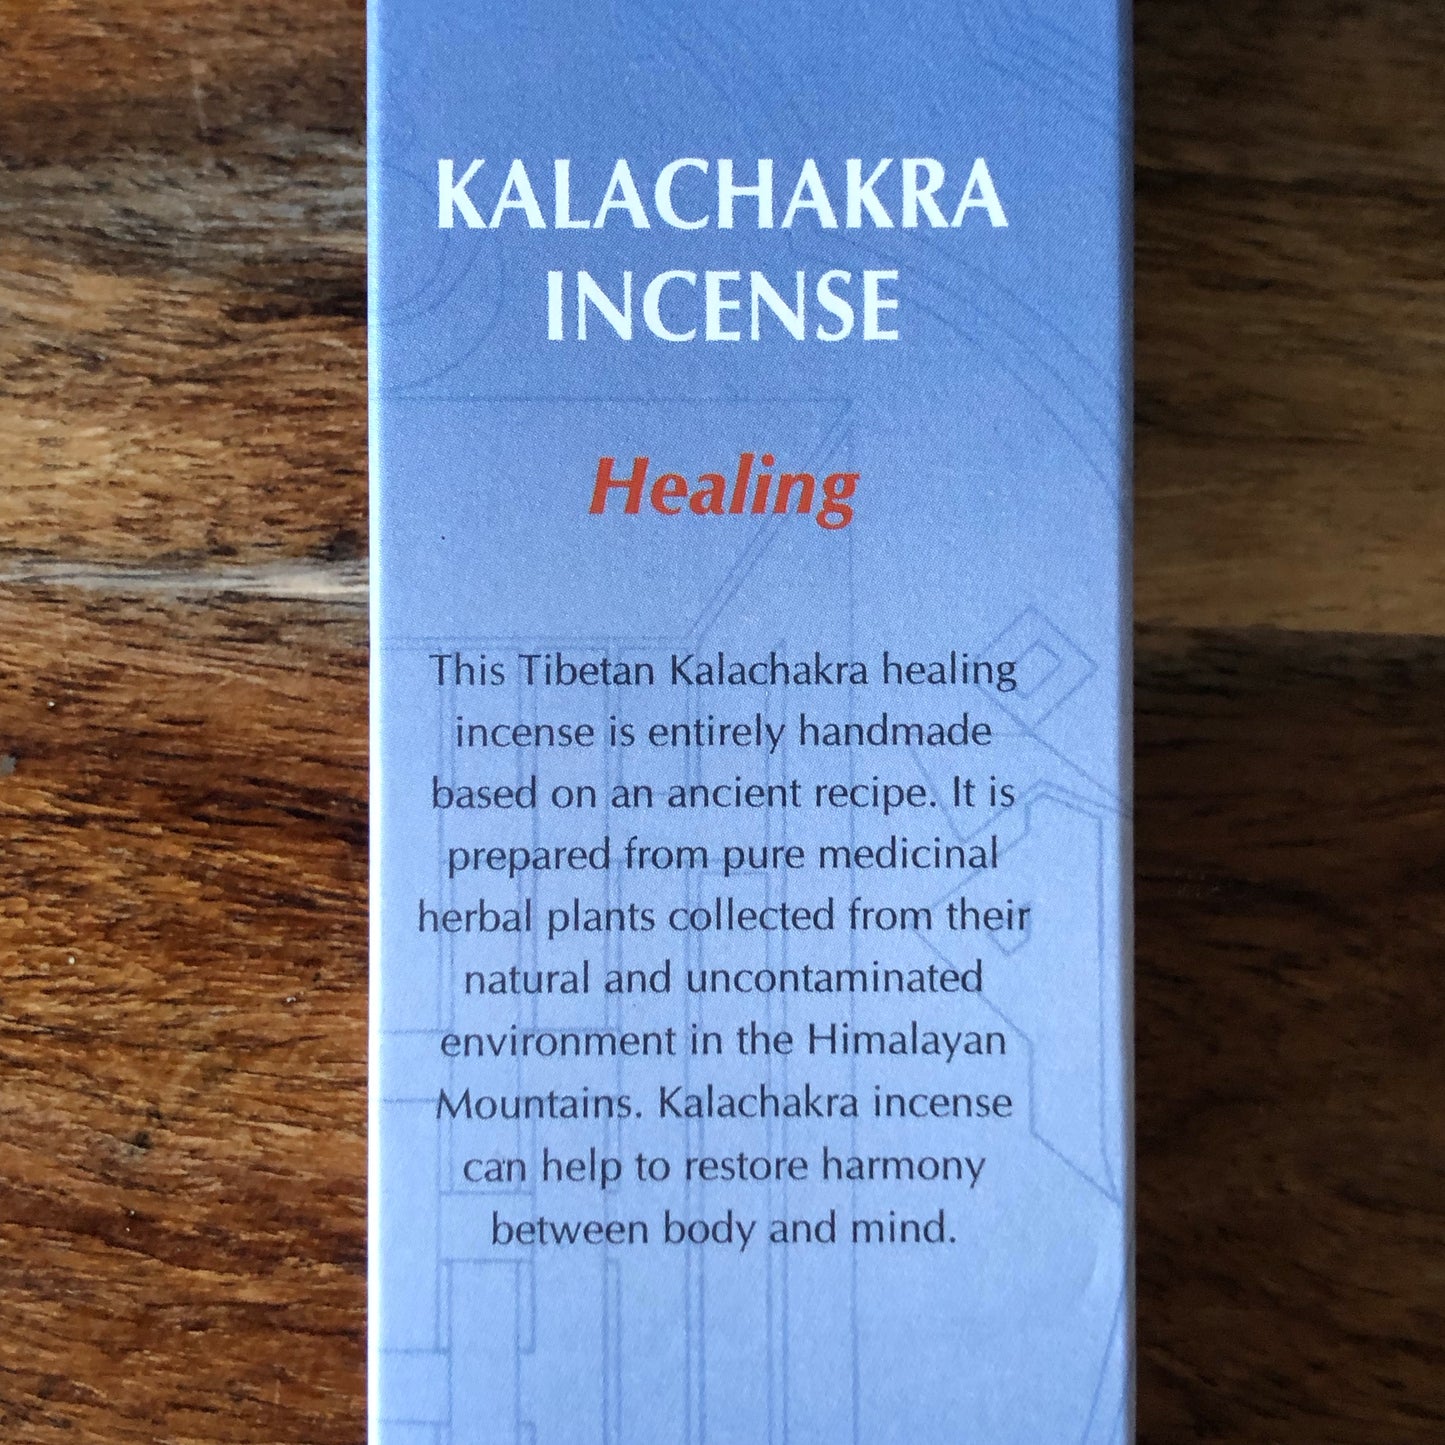 KALACHAKRA
INCENSE
Healing
This Tibetan Kalachakra healing
incense is entirely handmade
based on an ancient recipe. It is
prepared from pure medicinal
herbal plants collected from their
natural and uncontaminated
environment in the Himalayan
Mountains. Kalachakra incense
can help to restore harmony
between body and mind.